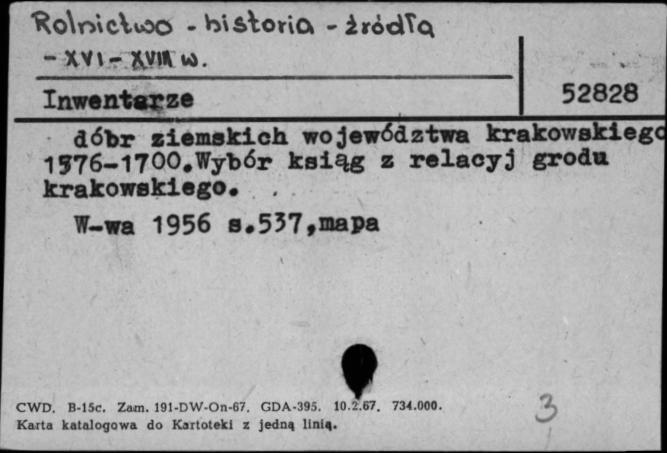 Rolnictwo - historia - źródła
- XVI - XVIII w.
Inwentarze
52828
dóbr ziemskich województwa krakowskiego
1576-1700.Wybór ksiąg z relacyj grodu
krakowskiego.
W-wa 1956 s.537,mapa
CWD. B-15c. Zam. 191-DW-On-67. GDA-395. 10.2.67. 734.000.
Karta katalogowa do Kartoteki z jedną linią.
3